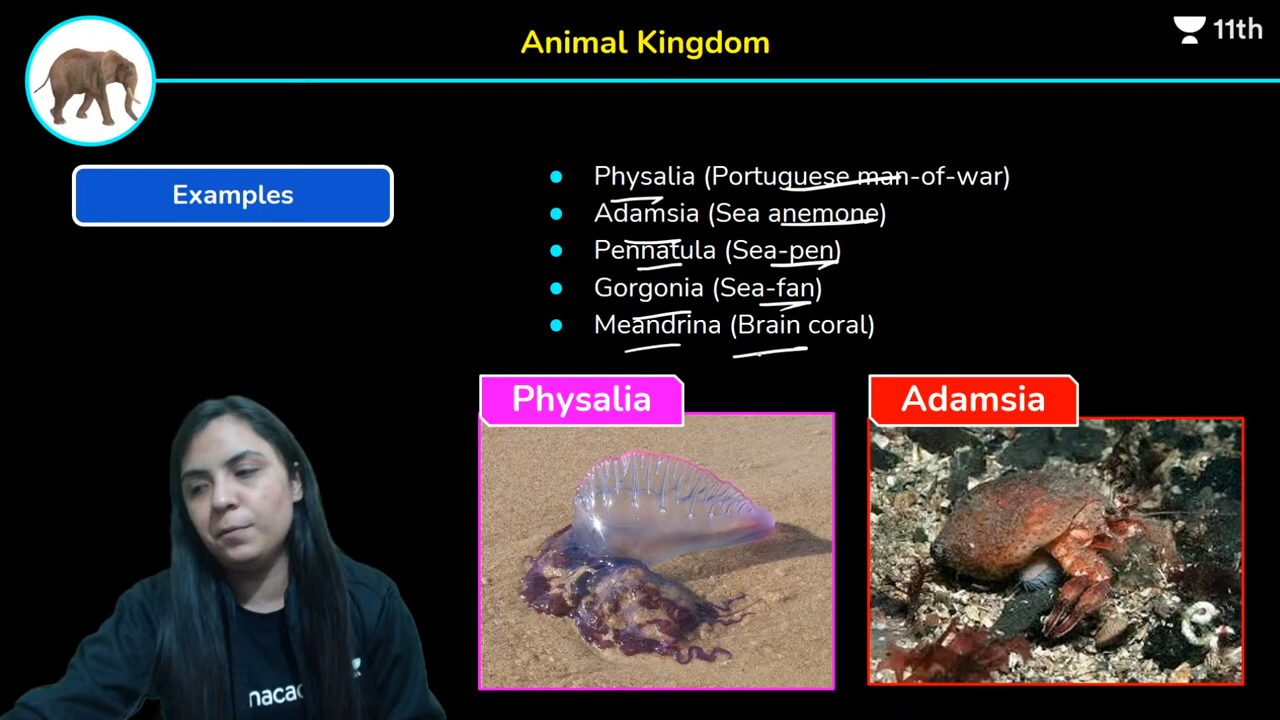 Animal Kingdom
11th
Examples
Physalia (Portuguese man-of-war)
Adamsia (Sea anemone)
Pennatula (Sea-pen)
Gorgonia (Sea-fan)
Meandrina (Brain coral)
Physalia
Adamsia